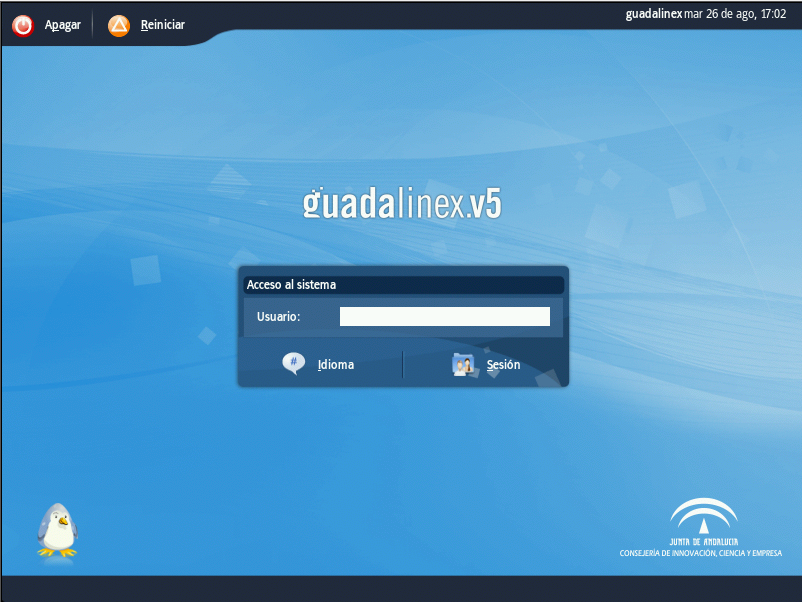 Apagar
Reiniciar
guadalinex mar 26 de ago, 17:02
guadalinex.v5
Acceso al sistema
Usuario:
#
Idioma
Sesión
JUNTA DE ANDALUCIA
CONSEJERÍA DE INNOVACIÓN, CIENCIA Y EMPRESA